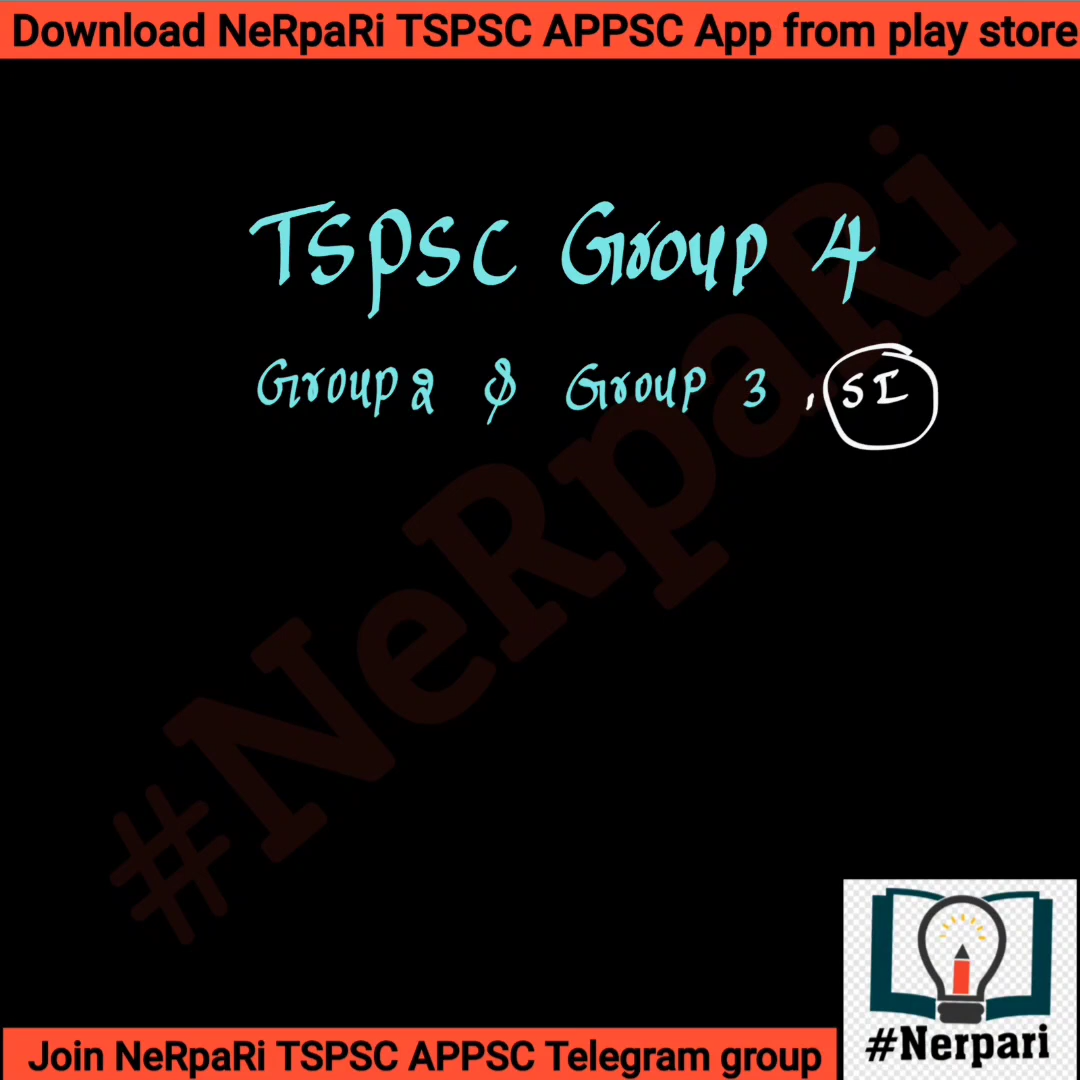 Download NeRpaRi TSPSC APPSC App from play store
TSPSC Group 4
Group 2 & Group 3 , SI
#NeRpaRi
#Nerpari
Join NeRpaRi TSPSC APPSC Telegram group